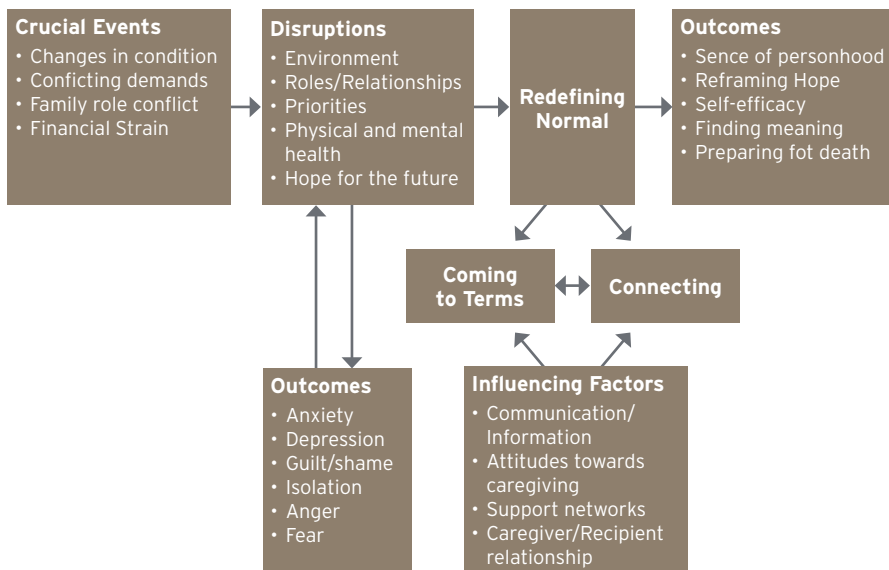 Crucial Events
• Changes in condition
• Conficting demands
• Family role conflict
• Financial Strain
Disruptions
• Environment
• Roles/Relationships
• Priorities
• Physical and mental
health
• Hope for the future
Redefining
Normal
Outcomes
• Sence of personhood
• Reframing Hope
• Self-efficacy
• Finding meaning
• Preparing fot death
Coming
to Terms
Connecting
Outcomes
• Anxiety
• Depression
• Guilt/shame
• Isolation
• Anger
• Fear
Influencing Factors
• Communication/
Information
• Attitudes towards
caregiving
• Support networks
• Caregiver/Recipient
relationship